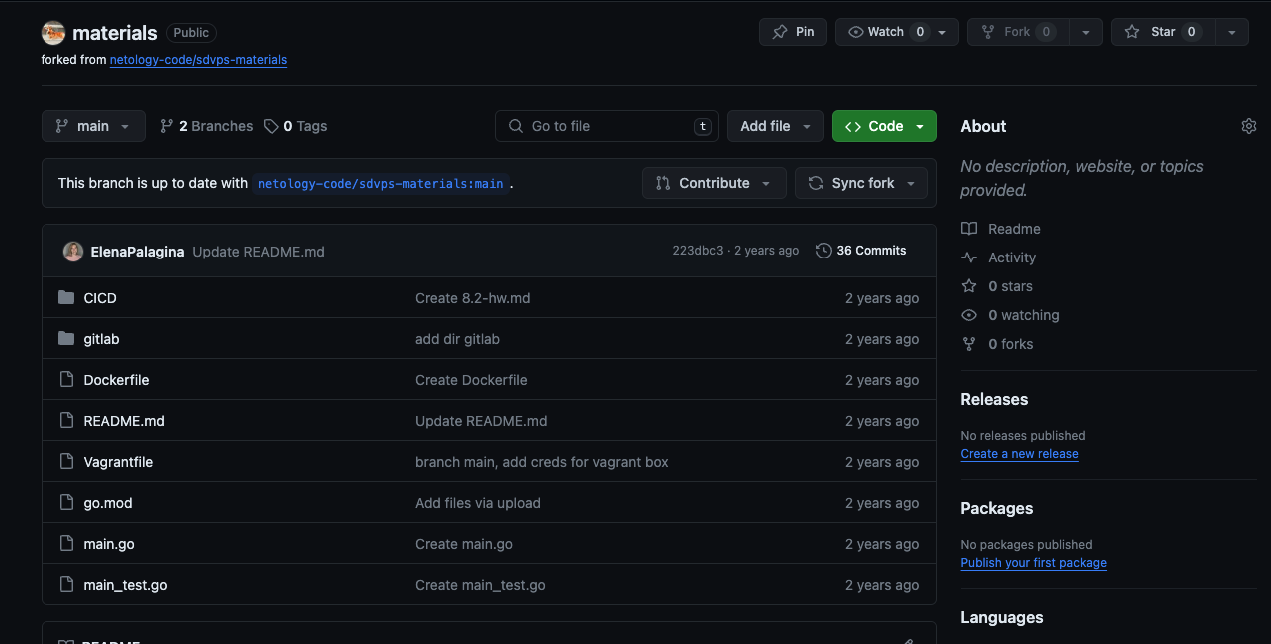 materials Public Pin Watch 0 Fork 0 Star 0
forked from netology-code/sdvps-materials
main 2 Branches 0 Tags Go to file t Add file Code
This branch is up to date with netology-code/sdvps-materials:main. Contribute Sync fork
ElenaPalagina Update README.md 223dbc3 · 2 years ago 36 Commits
CICD Create 8.2-hw.md 2 years ago
gitlab add dir gitlab 2 years ago
Dockerfile Create Dockerfile 2 years ago
README.md Update README.md 2 years ago
Vagrantfile branch main, add creds for vagrant box 2 years ago
go.mod Add files via upload 2 years ago
main.go Create main.go 2 years ago
main_test.go Create main_test.go 2 years ago
README
About
No description, website, or topics
provided.
Readme
Activity
0 stars
0 watching
0 forks
Releases
No releases published
Create a new release
Packages
No packages published
Publish your first package
Languages